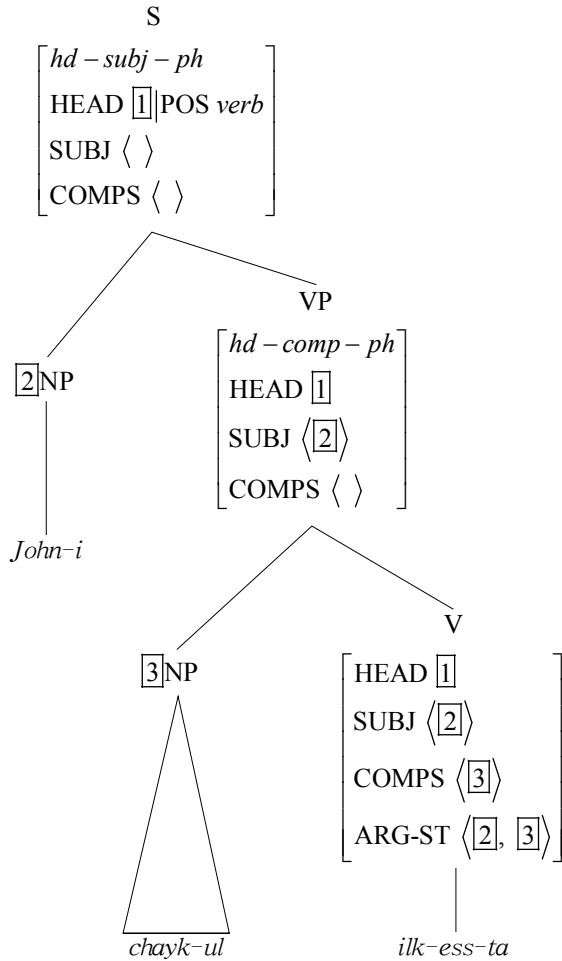 S
hd – subj – ph
HEAD 1|POS verb
SUBJ ⟨ ⟩
COMPS ⟨ ⟩
VP
2NP
hd – comp – ph
HEAD 1
SUBJ ⟨2⟩
COMPS ⟨ ⟩
John-i
V
3NP
HEAD 1
SUBJ ⟨2⟩
COMPS ⟨3⟩
ARG-ST ⟨2, 3⟩
chayk-ul
ilk-ess-ta